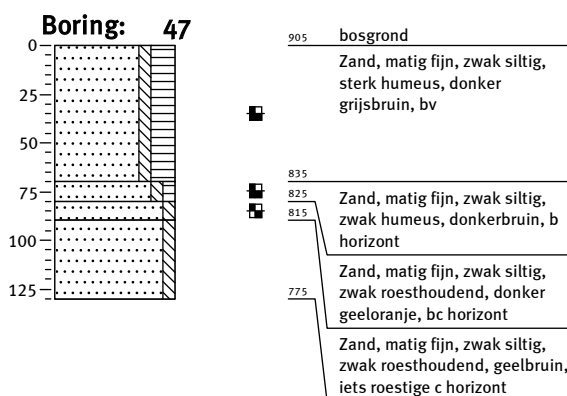 Boring: 47
0
25
50
75
100
125
905 bosgrond
Zand, matig fijn, zwak siltig,
sterk humeus, donker
grijsbruin, bv
835
825
Zand, matig fijn, zwak siltig,
zwak humeus, donkerbruin, b
horizont
815
Zand, matig fijn, zwak siltig,
zwak roesthoudend, donker
geeloranje, bc horizont
775
Zand, matig fijn, zwak siltig,
zwak roesthoudend, geelbruin,
iets roestige c horizont